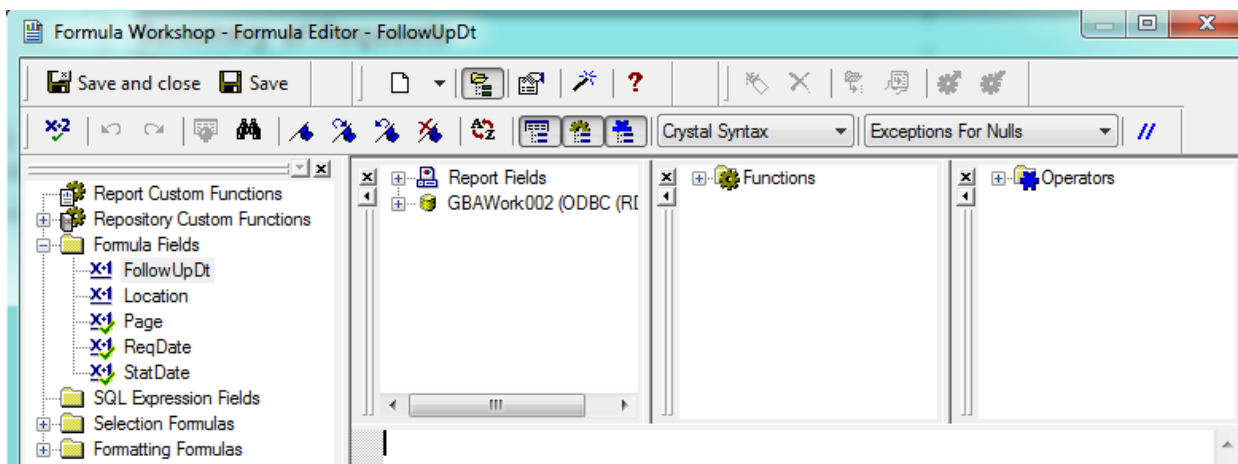 Formula Workshop - Formula Editor - FollowUpDt
Save and close Save
Crystal Syntax Exceptions For Nulls //
Report Custom Functions
Repository Custom Functions
Formula Fields
FollowUpDt
Location
Page
ReqDate
StatDate
SQL Expression Fields
Selection Formulas
Formatting Formulas
Report Fields
GBAWork002 (ODBC (RD
Functions
Operators